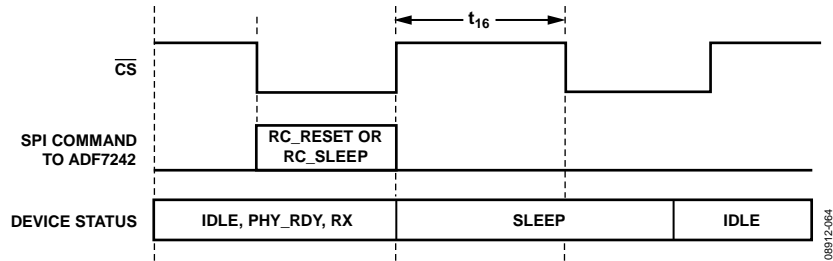 t16
CS
SPI COMMAND
TO ADF7242
RC_RESET OR
RC_SLEEP
DEVICE STATUS
IDLE, PHY_RDY, RX
SLEEP
IDLE
08912-064